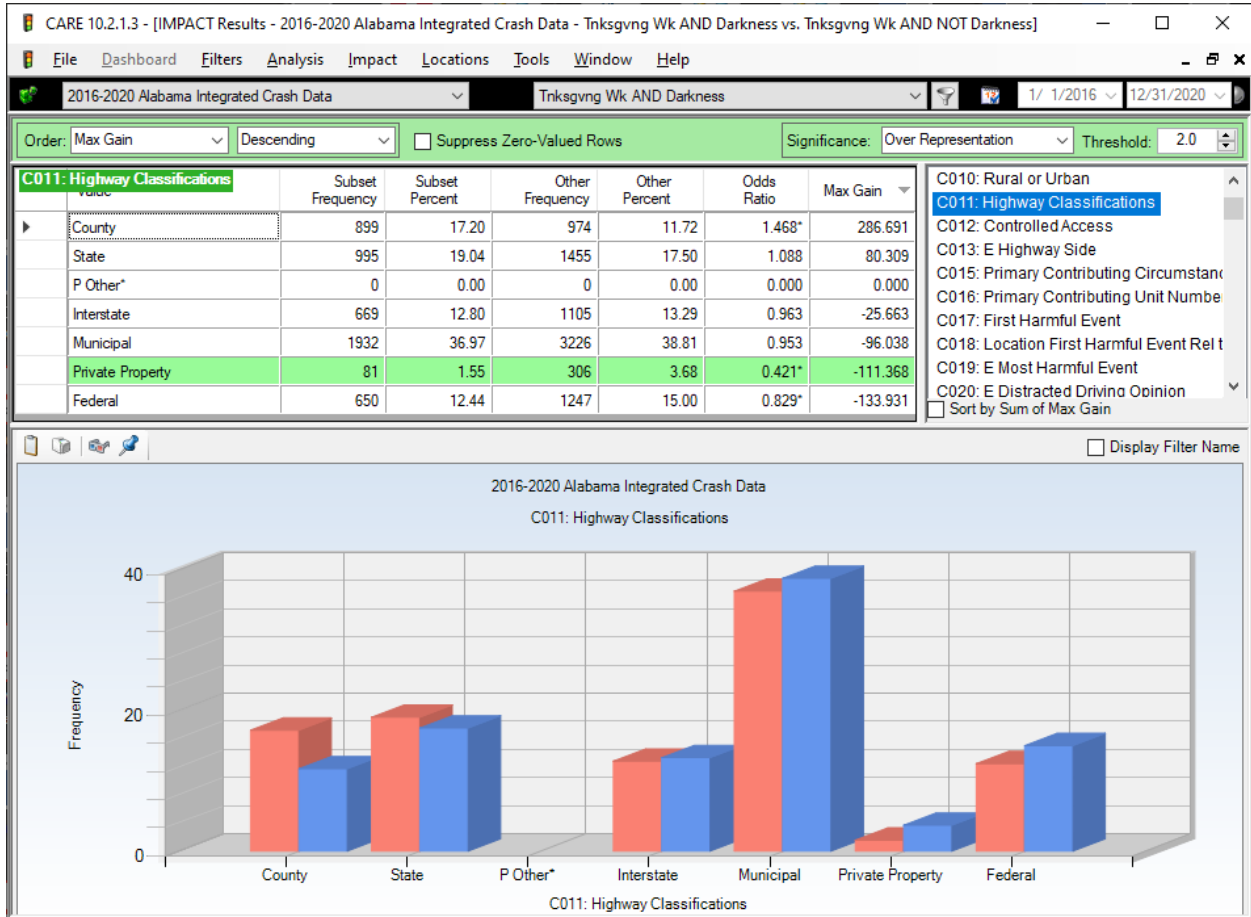 CARE 10.2.1.3 - [IMPACT Results - 2016-2020 Alabama Integrated Crash Data - Tnksgvng Wk AND Darkness vs. Tnksgvng Wk AND NOT Darkness]
File Dashboard Filters Analysis Impact Locations Tools Window Help
2016-2020 Alabama Integrated Crash Data Tnksgvng Wk AND Darkness 1/ 1/2016 12/31/2020
Order: Max Gain Descending Suppress Zero-Valued Rows Significance: Over Representation Threshold: 2.0
C011: Highway Classifications
Value Subset Frequency Subset Percent Other Frequency Other Percent Odds Ratio Max Gain
County 899 17.20 974 11.72 1.468* 286.691
State 995 19.04 1455 17.50 1.088 80.309
P Other* 0 0.00 0 0.00 0.000 0.000
Interstate 669 12.80 1105 13.29 0.963 -25.663
Municipal 1932 36.97 3226 38.81 0.953 -96.038
Private Property 81 1.55 306 3.68 0.421* -111.368
Federal 650 12.44 1247 15.00 0.829* -133.931
C010: Rural or Urban
C011: Highway Classifications
C012: Controlled Access
C013: E Highway Side
C015: Primary Contributing Circumstanc
C016: Primary Contributing Unit Numbe
C017: First Harmful Event
C018: Location First Harmful Event Rel t
C019: E Most Harmful Event
C020: E Distracted Driving Opinion
Sort by Sum of Max Gain
Display Filter Name
2016-2020 Alabama Integrated Crash Data
C011: Highway Classifications
Frequency
40
20
0
County State P Other* Interstate Municipal Private Property Federal
C011: Highway Classifications